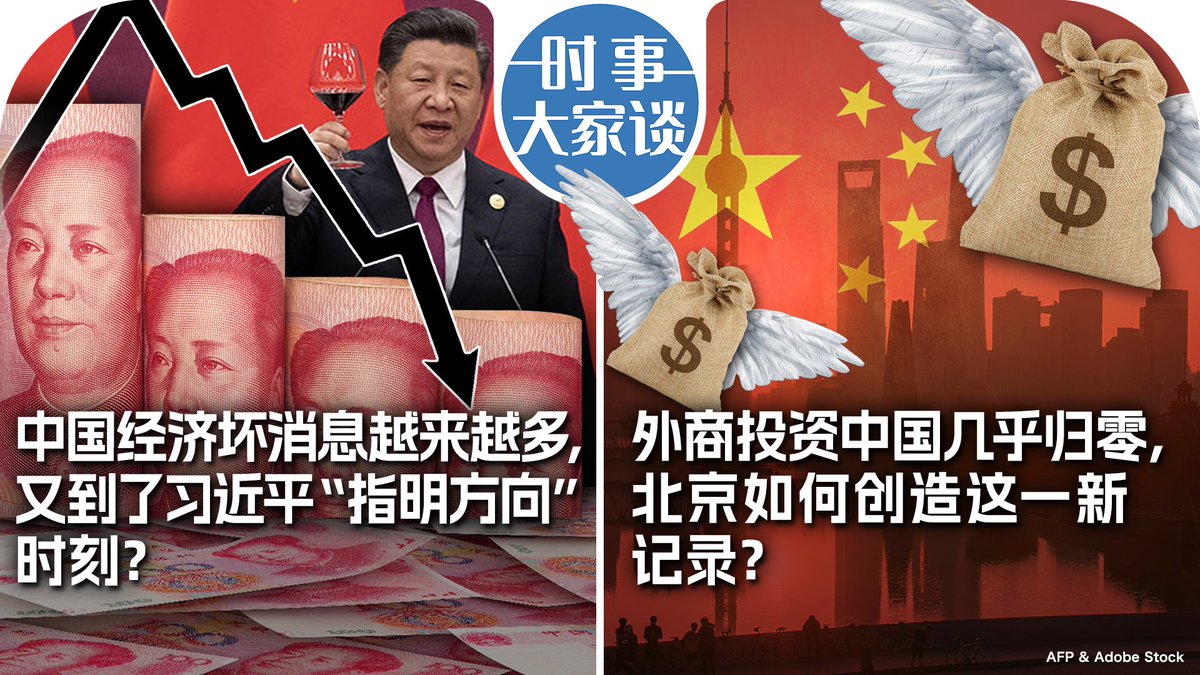 时事
大家谈
中国经济坏消息越来越多,
又到了习近平“指明方向”
时刻?
外商投资中国几乎归零,
北京如何创造这一新
记录?
$
$
AFP & Adobe Stock